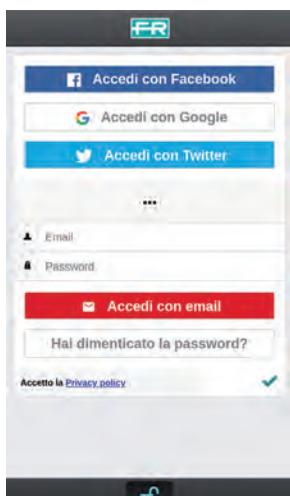 FR
Accedi con Facebook
Accedi con Google
Accedi con Twitter
...
Email
Password
Accedi con email
Hai dimenticato la password?
Accetto la Privacy policy